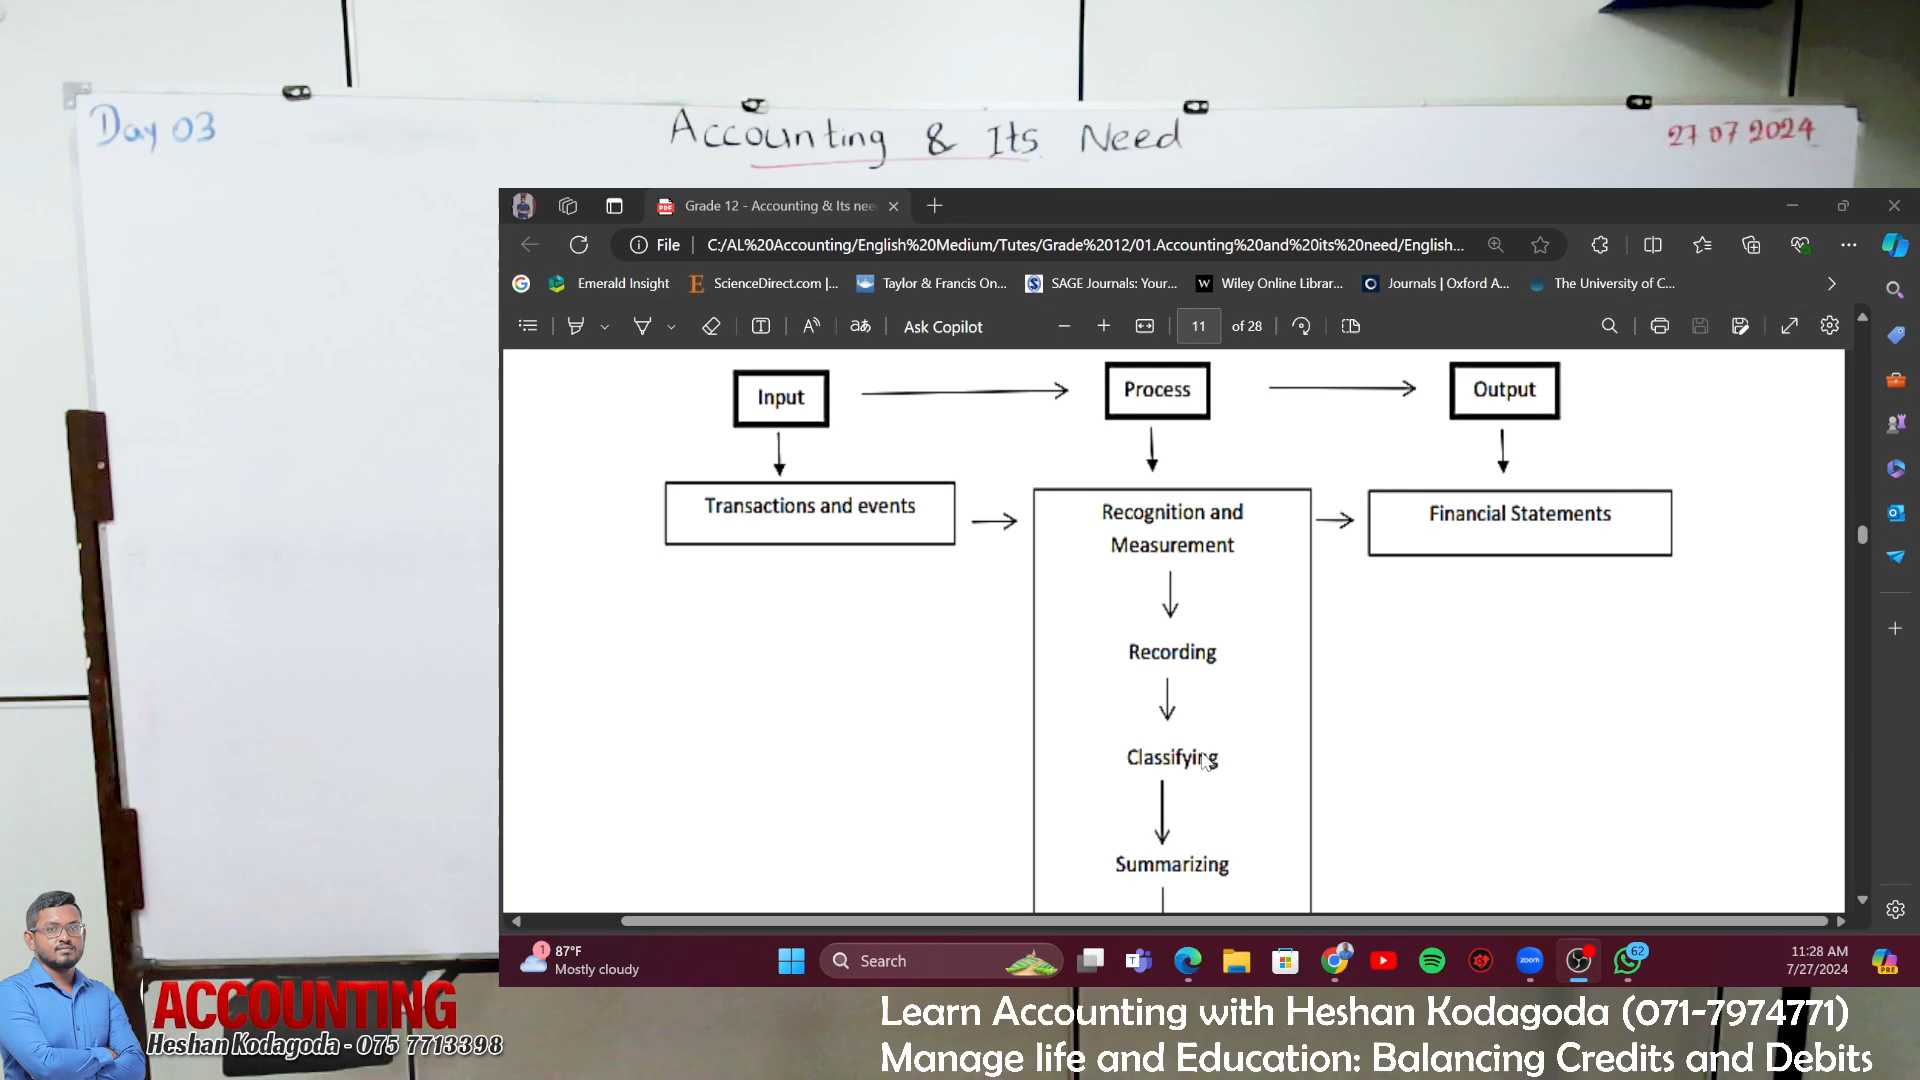 Day 03
Accounting & Its Need
27 07 2024
Grade 12 - Accounting & Its nee
File
C:/AL%20Accounting/English%20Medium/Tutes/Grade%2012/01.Accounting%20and%20its%20need/English...
Emerald Insight
ScienceDirect.com |...
Taylor & Francis On...
SAGE Journals: Your...
Wiley Online Librar...
Journals | Oxford A...
The University of C...
Ask Copilot
11 of 28
Input
Process
Output
Transactions and events
Recognition and
Measurement
Financial Statements
Recording
Classifying
Summarizing
1
87°F
Mostly cloudy
Search
zoom
62
11:28 AM
7/27/2024
PRE
ACCOUNTING
Heshan Kodagoda - 075 7713398
Learn Accounting with Heshan Kodagoda (071-7974771)
Manage life and Education: Balancing Credits and Debits